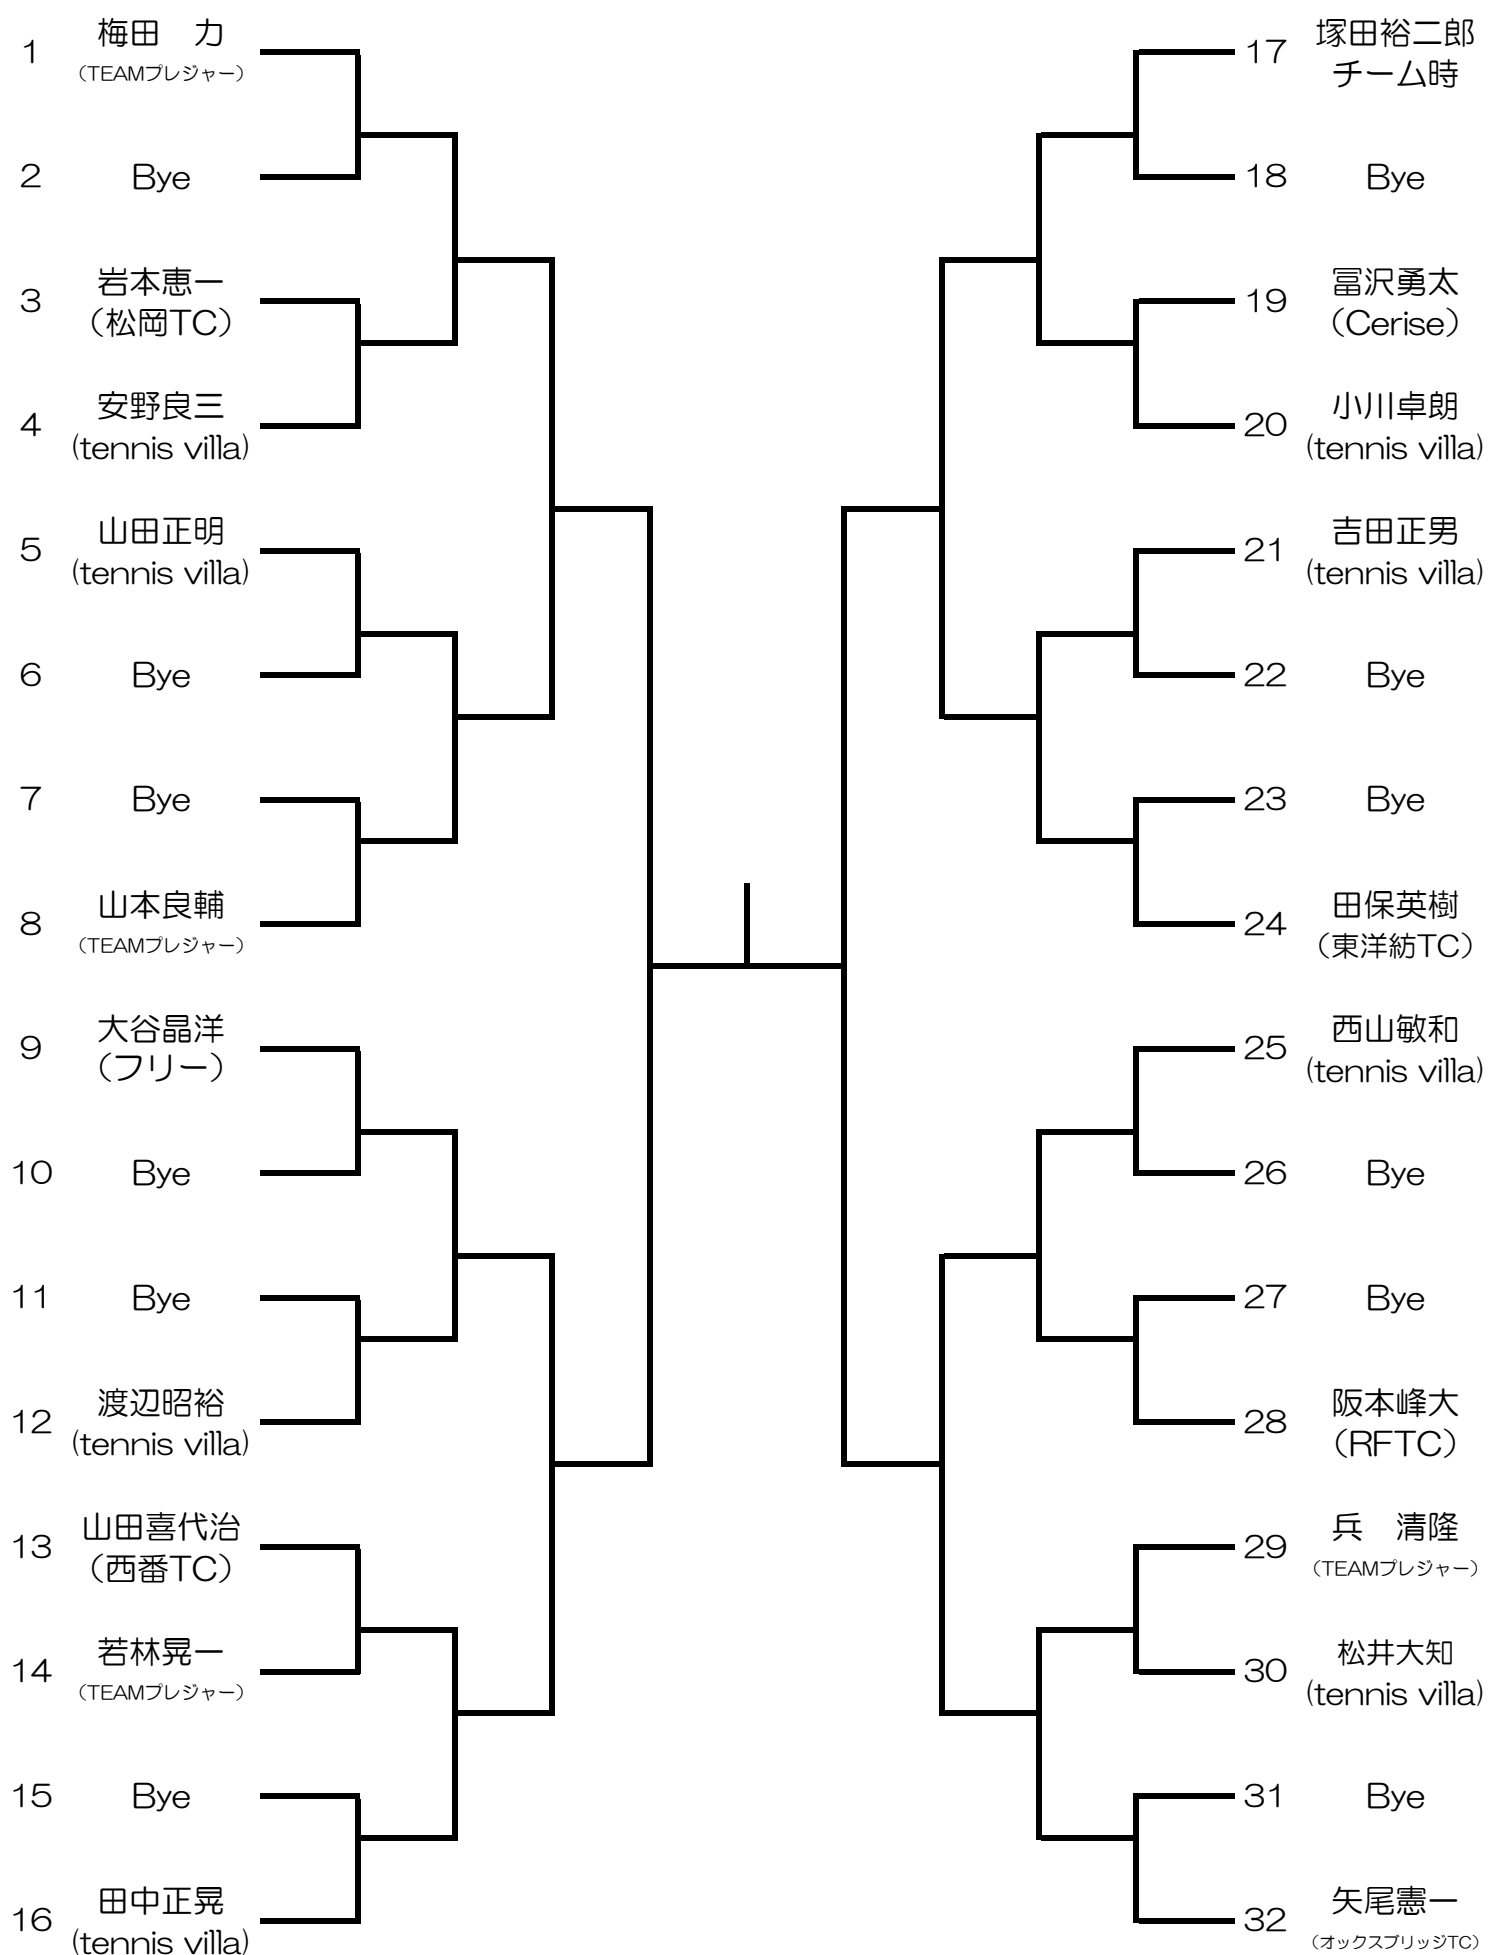 1
梅田　力
（TEAMプレジャー）
2
Bye
3
岩本恵一
（松岡TC）
4
安野良三
(tennis villa)
5
山田正明
(tennis villa)
6
Bye
7
Bye
8
山本良輔
（TEAMプレジャー）
9
大谷晶洋
（フリー）
10
Bye
11
Bye
12
渡辺昭裕
(tennis villa)
13
山田喜代治
（西番TC）
14
若林晃一
（TEAMプレジャー）
15
Bye
16
田中正晃
(tennis villa)
17
塚田裕二郎
チーム時
18
Bye
19
冨沢勇太
（Cerise）
20
小川卓朗
(tennis villa)
21
吉田正男
(tennis villa)
22
Bye
23
Bye
24
田保英樹
（東洋紡TC）
25
西山敏和
(tennis villa)
26
Bye
27
Bye
28
阪本峰大
（RFTC）
29
兵　清隆
（TEAMプレジャー）
30
松井大知
(tennis villa)
31
Bye
32
矢尾憲一
（オックスブリッジTC）